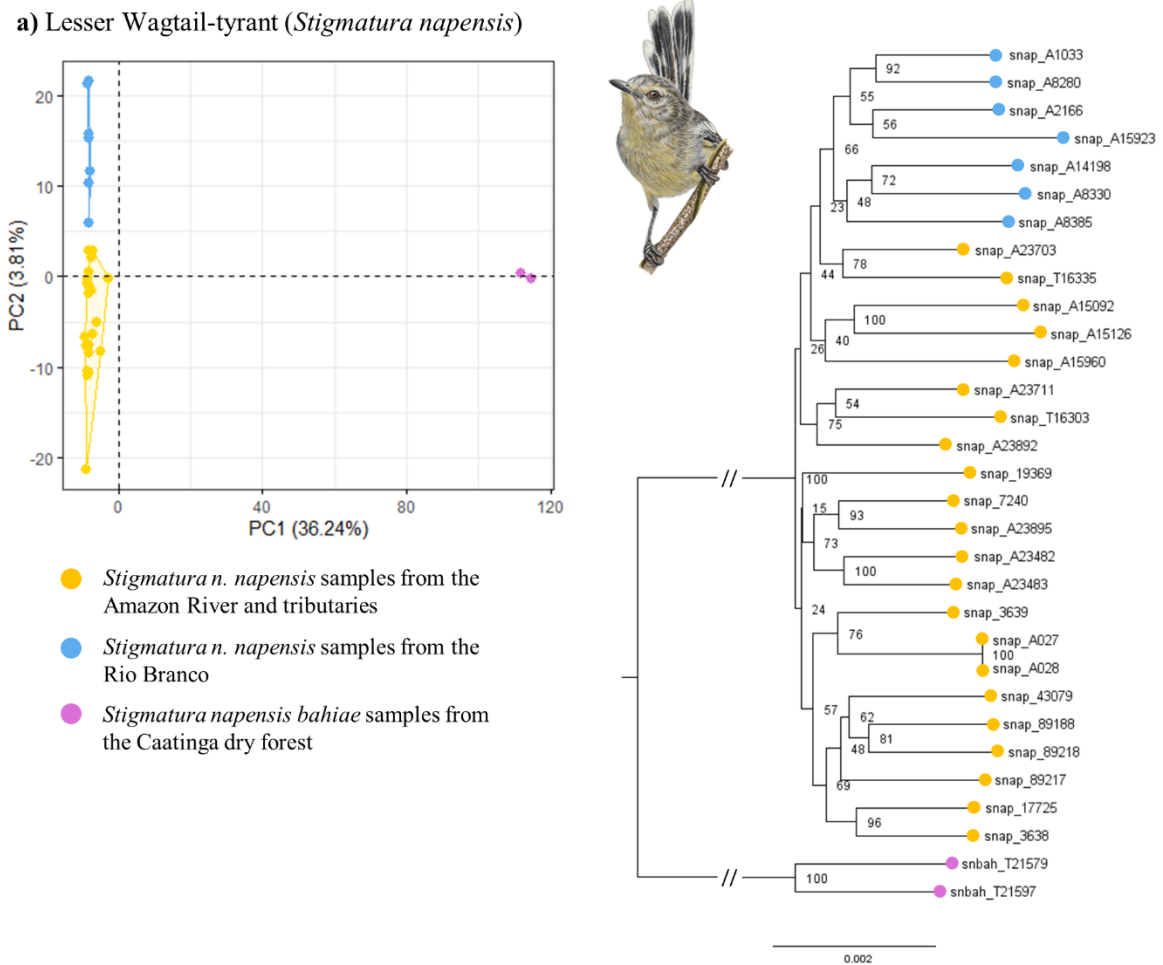 a) Lesser Wagtail-tyrant (Stigmatura napensis)
20
10
0
-10
-20
PC2 (3.81%)
0
40
80
120
PC1 (36.24%)
Stigmatura n. napensis samples from the
Amazon River and tributaries
Stigmatura n. napensis samples from the
Rio Branco
Stigmatura napensis bahiae samples from
the Caatinga dry forest
snap_A1033
92
snap_A8280
55
snap_A2166
56
snap_A15923
66
snap_A14198
72
snap_A8330
23
48
snap_A8385
snap_A23703
78
44
snap_T16335
snap_A15092
100
snap_A15126
26
40
snap_A15960
snap_A23711
54
snap_T16303
75
snap_A23892
//
snap_19369
100
snap_7240
15
93
snap_A23895
73
snap_A23482
100
snap_A23483
24
snap_3639
76
snap_A027
100
snap_A028
snap_43079
57
62
snap_89188
81
48
snap_89218
snap_89217
69
snap_17725
96
snap_3638
snbah_T21579
//
100
snbah_T21597
0.002